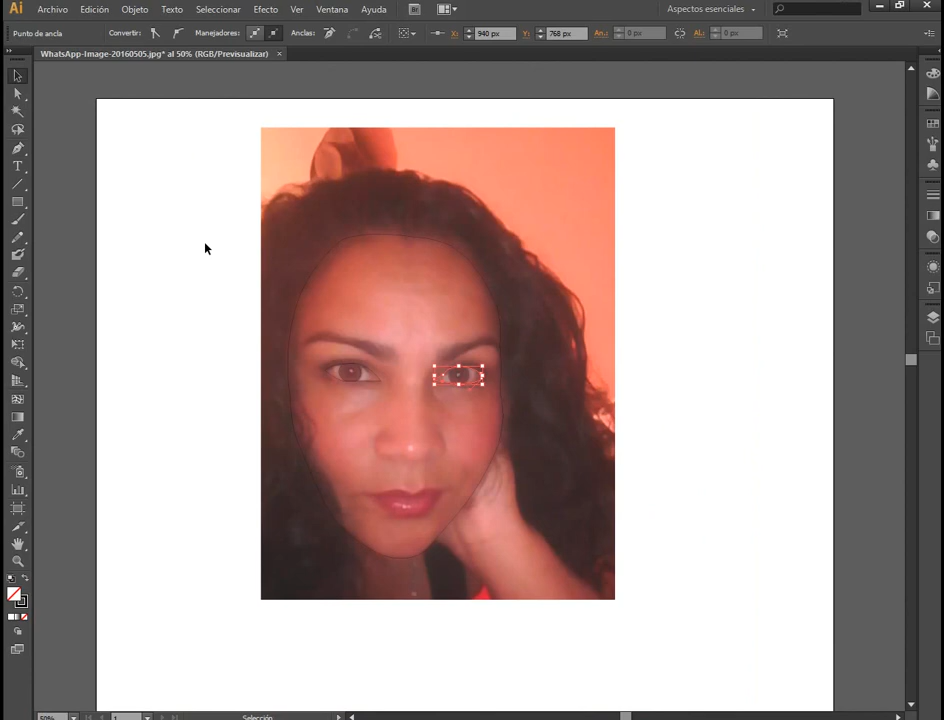 Ai Archivo Edición Objeto Texto Seleccionar Efecto Ver Ventana Ayuda Br Aspectos esenciales
Punto de ancla Convertir: Manejadores: Anclas: X: 940 px Y: 768 px An.: 0 px AL: 0 px
WhatsApp-Image-20160505.jpg* al 50% (RGB/Previsualizar) ×
T
50% 1 Selección